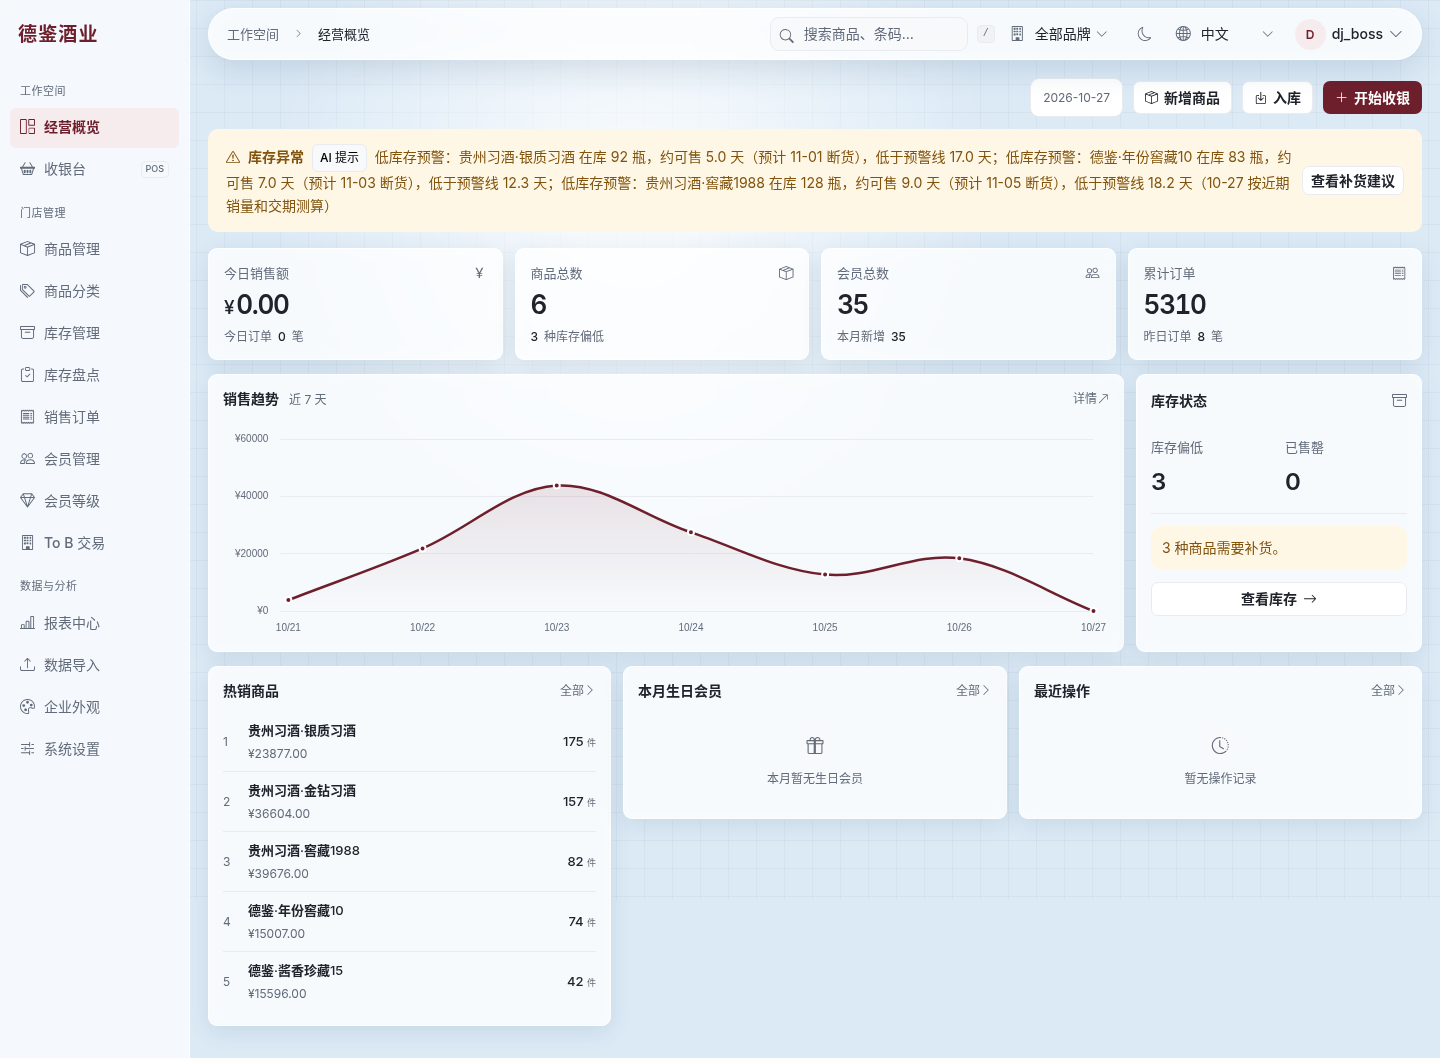 德鉴酒业
工作空间
经营概览
收银台 POS
门店管理
商品管理
商品分类
库存管理
库存盘点
销售订单
会员管理
会员等级
To B 交易
数据与分析
报表中心
数据导入
企业外观
系统设置
工作空间 经营概览 搜索商品、条码... / 全部品牌 中文 D dj_boss
2026-10-27 新增商品 入库 开始收银
库存异常 AI 提示 低库存预警：贵州习酒·银质习酒 在库 92 瓶，约可售 5.0 天（预计 11-01 断货），低于预警线 17.0 天；低库存预警：德鉴·年份窖藏10 在库 83 瓶，约
可售 7.0 天（预计 11-03 断货），低于预警线 12.3 天；低库存预警：贵州习酒·窖藏1988 在库 128 瓶，约可售 9.0 天（预计 11-05 断货），低于预警线 18.2 天（10-27 按近期
销量和交期测算）
查看补货建议
今日销售额 ¥
¥0.00
今日订单 0 笔
商品总数
6
3 种库存偏低
会员总数
35
本月新增 35
累计订单
5310
昨日订单 8 笔
销售趋势 近 7 天 详情
¥60000
¥40000
¥20000
¥0
10/21 10/22 10/23 10/24 10/25 10/26 10/27
库存状态
库存偏低 已售罄
3 0
3 种商品需要补货。
查看库存
热销商品 全部
1 贵州习酒·银质习酒 175 件
¥23877.00
2 贵州习酒·金钻习酒 157 件
¥36604.00
3 贵州习酒·窖藏1988 82 件
¥39676.00
4 德鉴·年份窖藏10 74 件
¥15007.00
5 德鉴·酱香珍藏15 42 件
¥15596.00
本月生日会员 全部
本月暂无生日会员
最近操作 全部
暂无操作记录